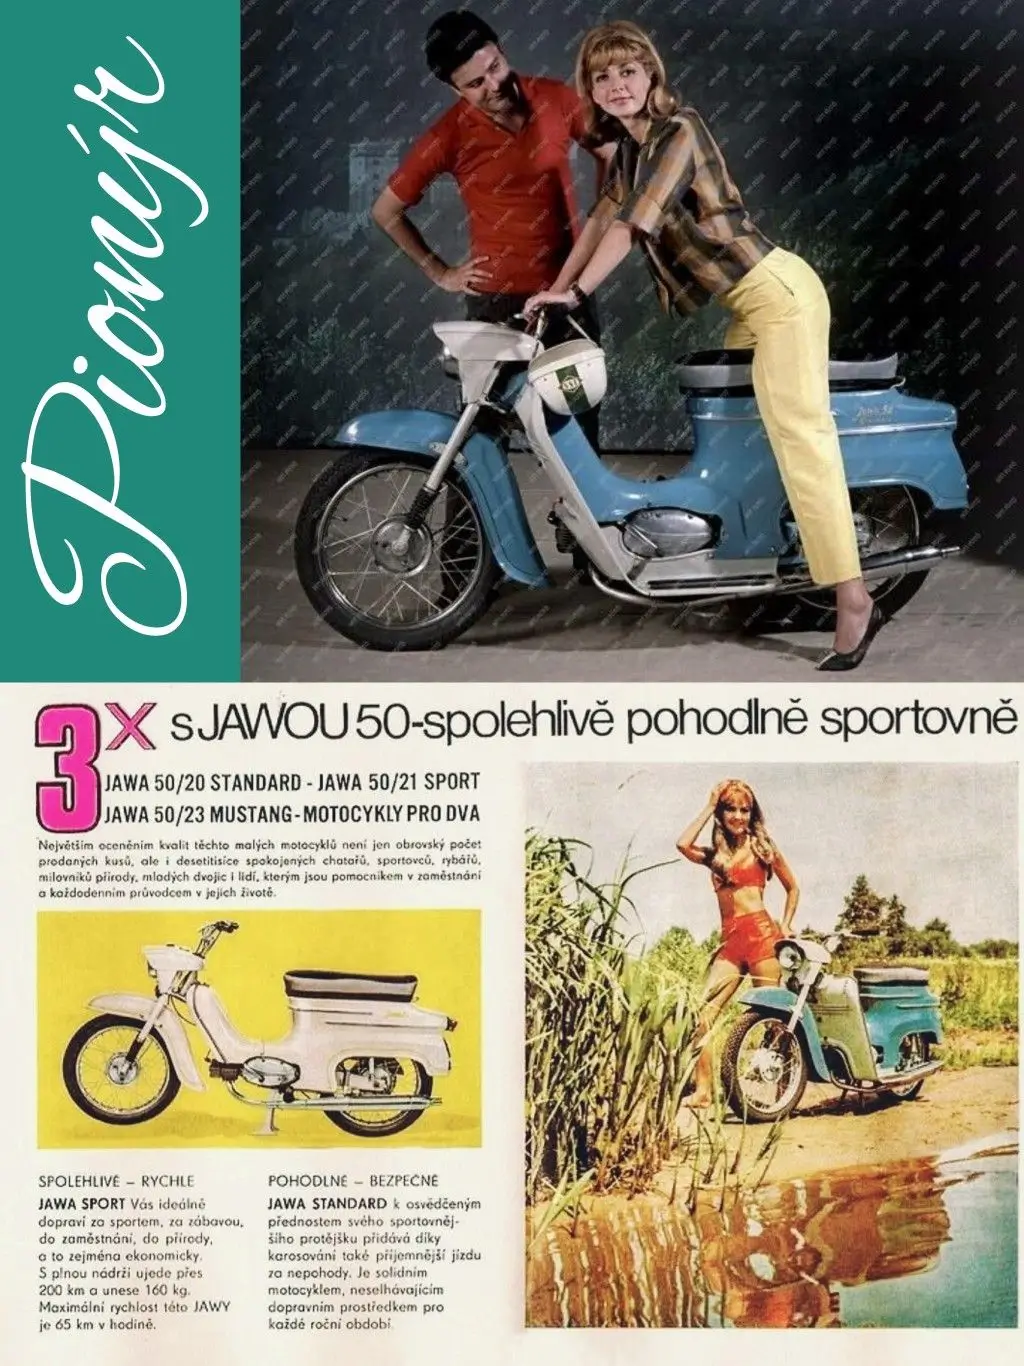 Pionýr
Jawa 50
3x s JAWOU 50-spolehlivě pohodlně sportovně
JAWA 50/20 STANDARD - JAWA 50/21 SPORT
JAWA 50/23 MUSTANG-MOTOCYKLY PRO DVA
Největším oceněním kvalit těchto malých motocyklů není jen obrovský počet
prodaných kusů, ale i desetitisíce spokojených chatařů, sportovců, rybářů,
milovníků přírody, mladých dvojic i lidí, kterým jsou pomocníkem v zaměstnání
a každodenním průvodcem v jejich životě.
SPOLEHLIVĚ – RYCHLE
JAWA SPORT Vás ideálně
dopraví za sportem, za zábavou,
do zaměstnání, do přírody,
a to zejména ekonomicky.
S plnou nádrží ujede přes
200 km a unese 160 kg.
Maximální rychlost této JAWY
je 65 km v hodině.
POHODLNĚ – BEZPEČNĚ
JAWA STANDARD k osvědčeným
přednostem svého sportovněj-
šího protějšku přidává díky
karosování také příjemnější jízdu
za nepohody. Je solidním
motocyklem, neselhávajícím
dopravním prostředkem pro
každé roční období.